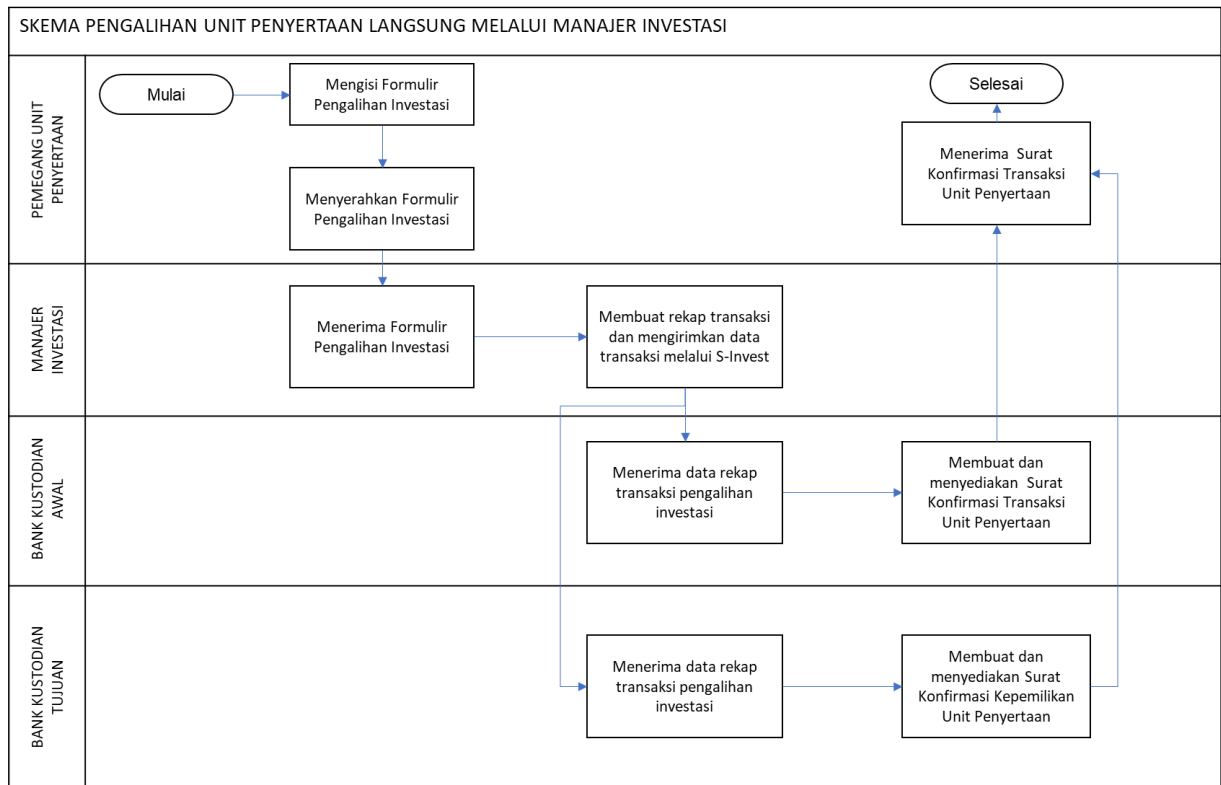 SKEMA PENGALIHAN UNIT PENYERTAAN LANGSUNG MELALUI MANAJER INVESTASI
PEMEGANG UNIT
PENYERTAAN
Mulai
Mengisi Formulir
Pengalihan Investasi
Selesai
Menyerahkan Formulir
Pengalihan Investasi
Menerima Surat
Konfirmasi Transaksi
Unit Penyertaan
MANAJER
INVESTASI
Menerima Formulir
Pengalihan Investasi
Membuat rekap transaksi
dan mengirimkan data
transaksi melalui S-Invest
BANK KUSTODIAN
AWAL
Menerima data rekap
transaksi pengalihan
investasi
Membuat dan
menyediakan Surat
Konfirmasi Transaksi
Unit Penyertaan
BANK KUSTODIAN
TUJUAN
Menerima data rekap
transaksi pengalihan
investasi
Membuat dan
menyediakan Surat
Konfirmasi Kepemilikan
Unit Penyertaan